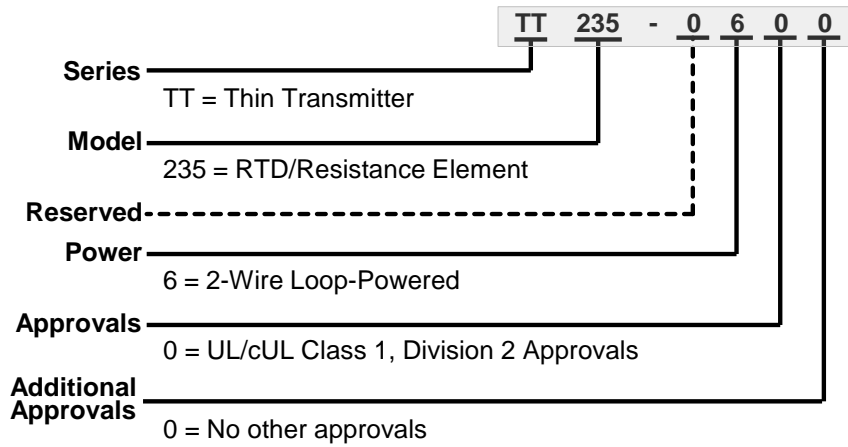 TT 235 - 0 6 0 0
Series
TT = Thin Transmitter
Model
235 = RTD/Resistance Element
Reserved
Power
6 = 2-Wire Loop-Powered
Approvals
0 = UL/cUL Class 1, Division 2 Approvals
Additional
Approvals
0 = No other approvals